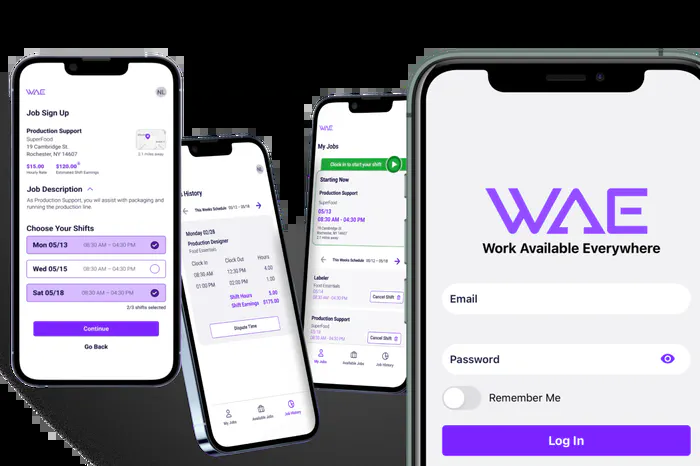 WAE
NL
Job Sign Up
Production Support
SuperFood
19 Cambridge St.
Rochester, NY 14607
2.1 miles away
$15.00
$120.00
Hourly Rate
Estimated Shift Earnings
Job Description
As Production Support, you will assist with packaging and
running the production line.
Choose Your Shifts
Mon 05/13 08:30 AM – 04:30 PM
Wed 05/15 08:30 AM – 04:30 PM
Sat 05/18 08:30 AM – 04:30 PM
2/3 shifts selected
Continue
Go Back
NL
History
This Weeks Schedule 05/12 – 05/18
Monday 02/28
Production Designer
Food Essentials
Clock In Clock Out Hours
08:30 AM 12:30 PM 4.00
01:00 PM 02:00 PM 1.00
Shift Hours 5.00
Shift Earnings $175.00
Dispute Time
My Jobs
Available Jobs
Job History
WAE
My Jobs
Clock in to start your shift
Starting Now
Production Support
SuperFood
05/13
08:30 AM – 04:30 PM
19 Cambridge St
Rochester, NY 14607
2.1 miles away
This Weeks Schedule 05/12 – 05/18
Labeler
Food Essentials
08:30 AM – 04:30 PM
Cancel Shift
Production Support
SuperFood
08:30 AM – 04:30 PM
Cancel Shift
My Jobs
Available Jobs
Job History
WAE
Work Available Everywhere
Email
Password
Remember Me
Log In